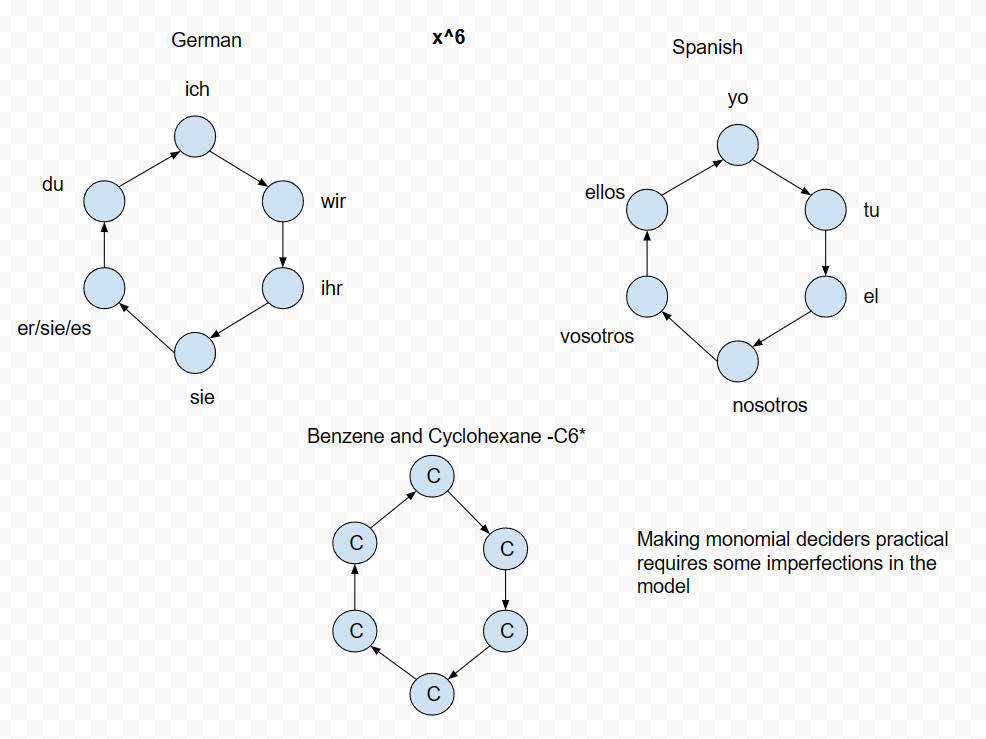 German
x^6
Spanish
ich
yo
du
wir
ellos
tu
ihr
el
er/sie/es
vosotros
sie
nosotros
Benzene and Cyclohexane -C6*
C
C
C
C
C
C
Making monomial deciders practical
requires some imperfections in the
model